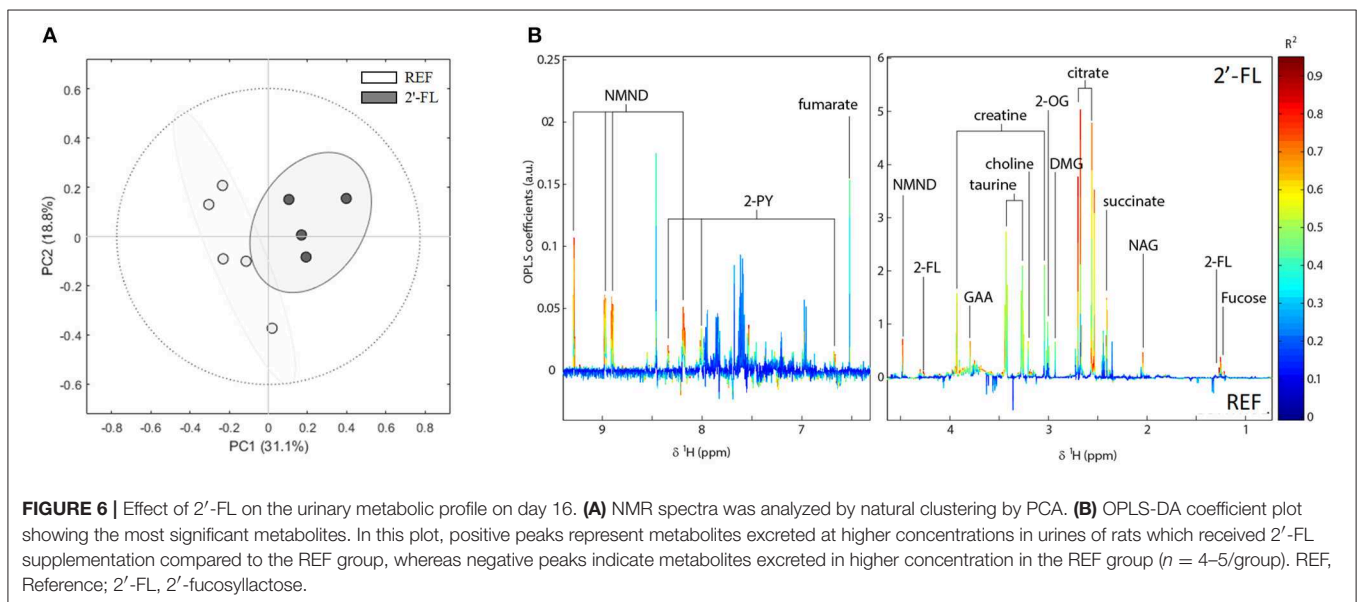 A
B
REF
2'-FL
0.6
0.4
0.2
0
-0.2
-0.4
-0.6
PC2 (18.8%)
-0.8 -0.6 -0.4 -0.2 0 0.2 0.4 0.6 0.8
PC1 (31.1%)
0.25
02
0.15
0.1
0.05
0
OPLS coefficients (a.u.)
NMND
fumarate
2-PY
9 8 7
δ ¹H (ppm)
6
5
4
3
2
1
0
2'-FL
citrate
2-OG
creatine
choline
DMG
taurine
NMND
succinate
2-FL
GAA
NAG
2-FL
Fucose
REF
4 3 2 1
δ ¹H (ppm)
R²
0.9
0.8
0.7
0.6
0.5
0.4
0.3
0.2
0.1
0
FIGURE 6 | Effect of 2′-FL on the urinary metabolic profile on day 16. (A) NMR spectra was analyzed by natural clustering by PCA. (B) OPLS-DA coefficient plot
showing the most significant metabolites. In this plot, positive peaks represent metabolites excreted at higher concentrations in urines of rats which received 2′-FL
supplementation compared to the REF group, whereas negative peaks indicate metabolites excreted in higher concentration in the REF group (n = 4–5/group). REF,
Reference; 2′-FL, 2′-fucosyllactose.